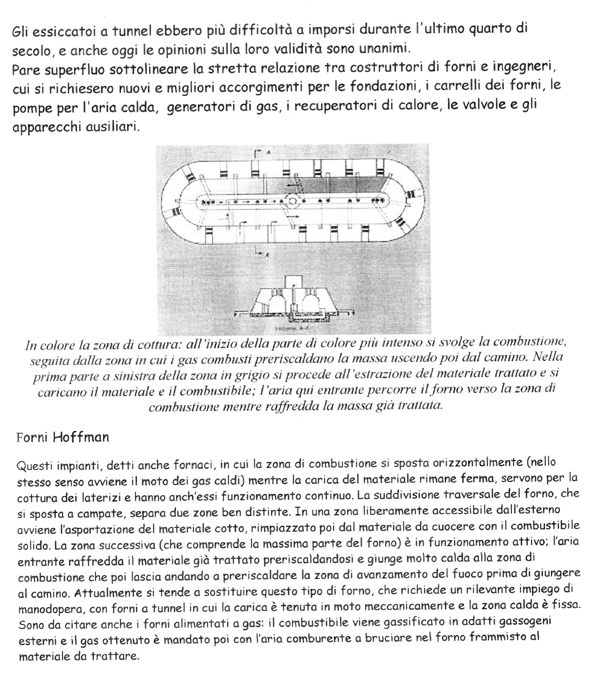 Gli essiccatoi a tunnel ebbero più difficoltà a imporsi durante l'ultimo quarto di
secolo, e anche oggi le opinioni sulla loro validità sono unanimi.
Pare superfluo sottolineare la stretta relazione tra costruttori di forni e ingegneri,
cui si richiesero nuovi e migliori accorgimenti per le fondazioni, i carrelli dei forni, le
pompe per l'aria calda, generatori di gas, i recuperatori di calore, le valvole e gli
apparecchi ausiliari.
A
A
In colore la zona di cottura: all'inizio della parte di colore più intenso si svolge la combustione,
seguita dalla zona in cui i gas combusti preriscaldano la massa uscendo poi dal camino. Nella
prima parte a sinistra della zona in grigio si procede all'estrazione del materiale trattato e si
caricano il materiale e il combustibile; l'aria qui entrante percorre il forno verso la zona di
combustione mentre raffredda la massa già trattata.
Forni Hoffman
Questi impianti, detti anche fornaci, in cui la zona di combustione si sposta orizzontalmente (nello
stesso senso avviene il moto dei gas caldi) mentre la carica del materiale rimane ferma, servono per la
cottura dei laterizi e hanno anch'essi funzionamento continuo. La suddivisione traversale del forno, che
si sposta a campate, separa due zone ben distinte. In una zona liberamente accessibile dall'esterno
avviene l'asportazione del materiale cotto, rimpiazzato poi dal materiale da cuocere con il combustibile
solido. La zona successiva (che comprende la massima parte del forno) è in funzionamento attivo; l'aria
entrante raffredda il materiale già trattato preriscaldandosi e giunge molto calda alla zona di
combustione che poi lascia andando a preriscaldare la zona di avanzamento del fuoco prima di giungere
al camino. Attualmente si tende a sostituire questo tipo di forno, che richiede un rilevante impiego di
manodopera, con forni a tunnel in cui la carica è tenuta in moto meccanicamente e la zona calda è fissa.
Sono da citare anche i forni alimentati a gas: il combustibile viene gassificato in adatti gassogeni
esterni e il gas ottenuto è mandato poi con l'aria comburente a bruciare nel forno frammisto al
materiale da trattare.